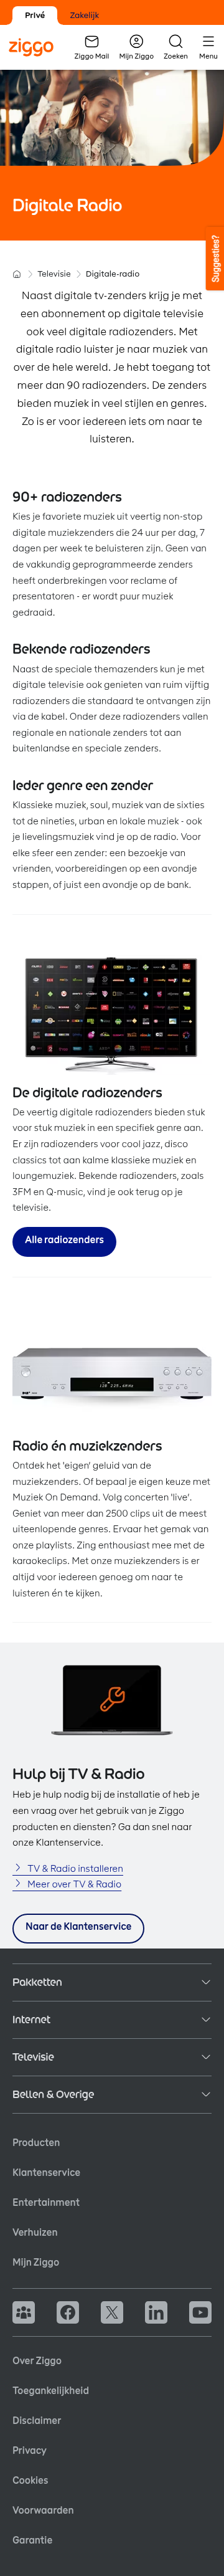 Privé
Zakelijk
ziggo
Ziggo Mail
Mijn Ziggo
Zoeken
Menu
Digitale Radio
Suggesties?
Televisie
Digitale-radio
Naast digitale tv-zenders krijg je met
een abonnement op digitale televisie
ook veel digitale radiozenders. Met
digitale radio luister je naar muziek van
over de hele wereld. Je hebt toegang tot
meer dan 90 radiozenders. De zenders
bieden muziek in veel stijlen en genres.
Zo is er voor iedereen iets om naar te
luisteren.
90+ radiozenders
Kies je favoriete muziek uit veertig non-stop
digitale muziekzenders die 24 uur per dag, 7
dagen per week te beluisteren zijn. Geen van
de vakkundig geprogrammeerde zenders
heeft onderbrekingen voor reclame of
presentatoren - er wordt puur muziek
gedraaid.
Bekende radiozenders
Naast de speciale themazenders kun je met
digitale televisie ook genieten van ruim vijftig
radiozenders die standaard te ontvangen zijn
via de kabel. Onder deze radiozenders vallen
regionale en nationale zenders tot aan
buitenlandse en speciale zenders.
Ieder genre een zender
Klassieke muziek, soul, muziek van de sixties
tot de nineties, urban en lokale muziek - ook
je lievelingsmuziek vind je op de radio. Voor
elke sfeer een zender: een bezoekje van
vrienden, voorbereidingen op een avondje
stappen, of juist een avondje op de bank.
De digitale radiozenders
De veertig digitale radiozenders bieden stuk
voor stuk muziek in een specifiek genre aan.
Er zijn radiozenders voor cool jazz, disco
classics tot aan kalme klassieke muziek en
loungemuziek. Bekende radiozenders, zoals
3FM en Q-music, vind je ook terug op je
televisie.
Alle radiozenders
Radio én muziekzenders
Ontdek het 'eigen' geluid van de
muziekzenders. Of bepaal je eigen keuze met
Muziek On Demand. Volg concerten 'live'.
Geniet van meer dan 2500 clips uit de meest
uiteenlopende genres. Ervaar het gemak van
onze playlists. Zing enthousiast mee met de
karaokeclips. Met onze muziekzenders is er
altijd voor iedereen genoeg om naar te
luisteren én te kijken.
Hulp bij TV & Radio
Heb je hulp nodig bij de installatie of heb je
een vraag over het gebruik van je Ziggo
producten en diensten? Ga dan snel naar
onze Klantenservice.
TV & Radio installeren
Meer over TV & Radio
Naar de Klantenservice
Pakketten
Internet
Televisie
Bellen & Overige
Producten
Klantenservice
Entertainment
Verhuizen
Mijn Ziggo
Over Ziggo
Toegankelijkheid
Disclaimer
Privacy
Cookies
Voorwaarden
Garantie